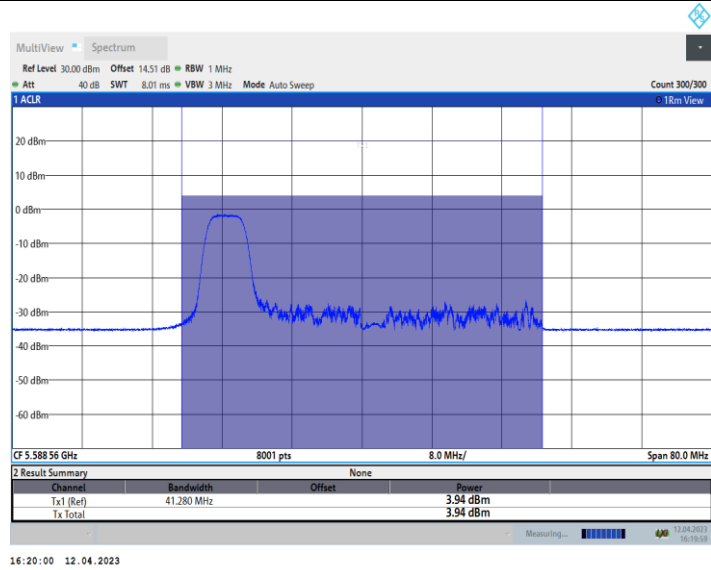 R&S
MultiView Spectrum
Ref Level 30.00 dBm Offset 14.51 dB RBW 1 MHz
Att 40 dB SWT 8.01 ms VBW 3 MHz Mode Auto Sweep Count 300/300
1 ACLR 1Rm View
20 dBm
10 dBm
0 dBm
-10 dBm
-20 dBm
-30 dBm
-40 dBm
-50 dBm
-60 dBm
CF 5.588 56 GHz 8001 pts 8.0 MHz/ Span 80.0 MHz
2 Result Summary None
Channel Bandwidth Offset Power
Tx1 (Ref) 41.280 MHz 3.94 dBm
Tx Total 3.94 dBm
Measuring... 12.04.2023
16:19:59
16:20:00 12.04.2023